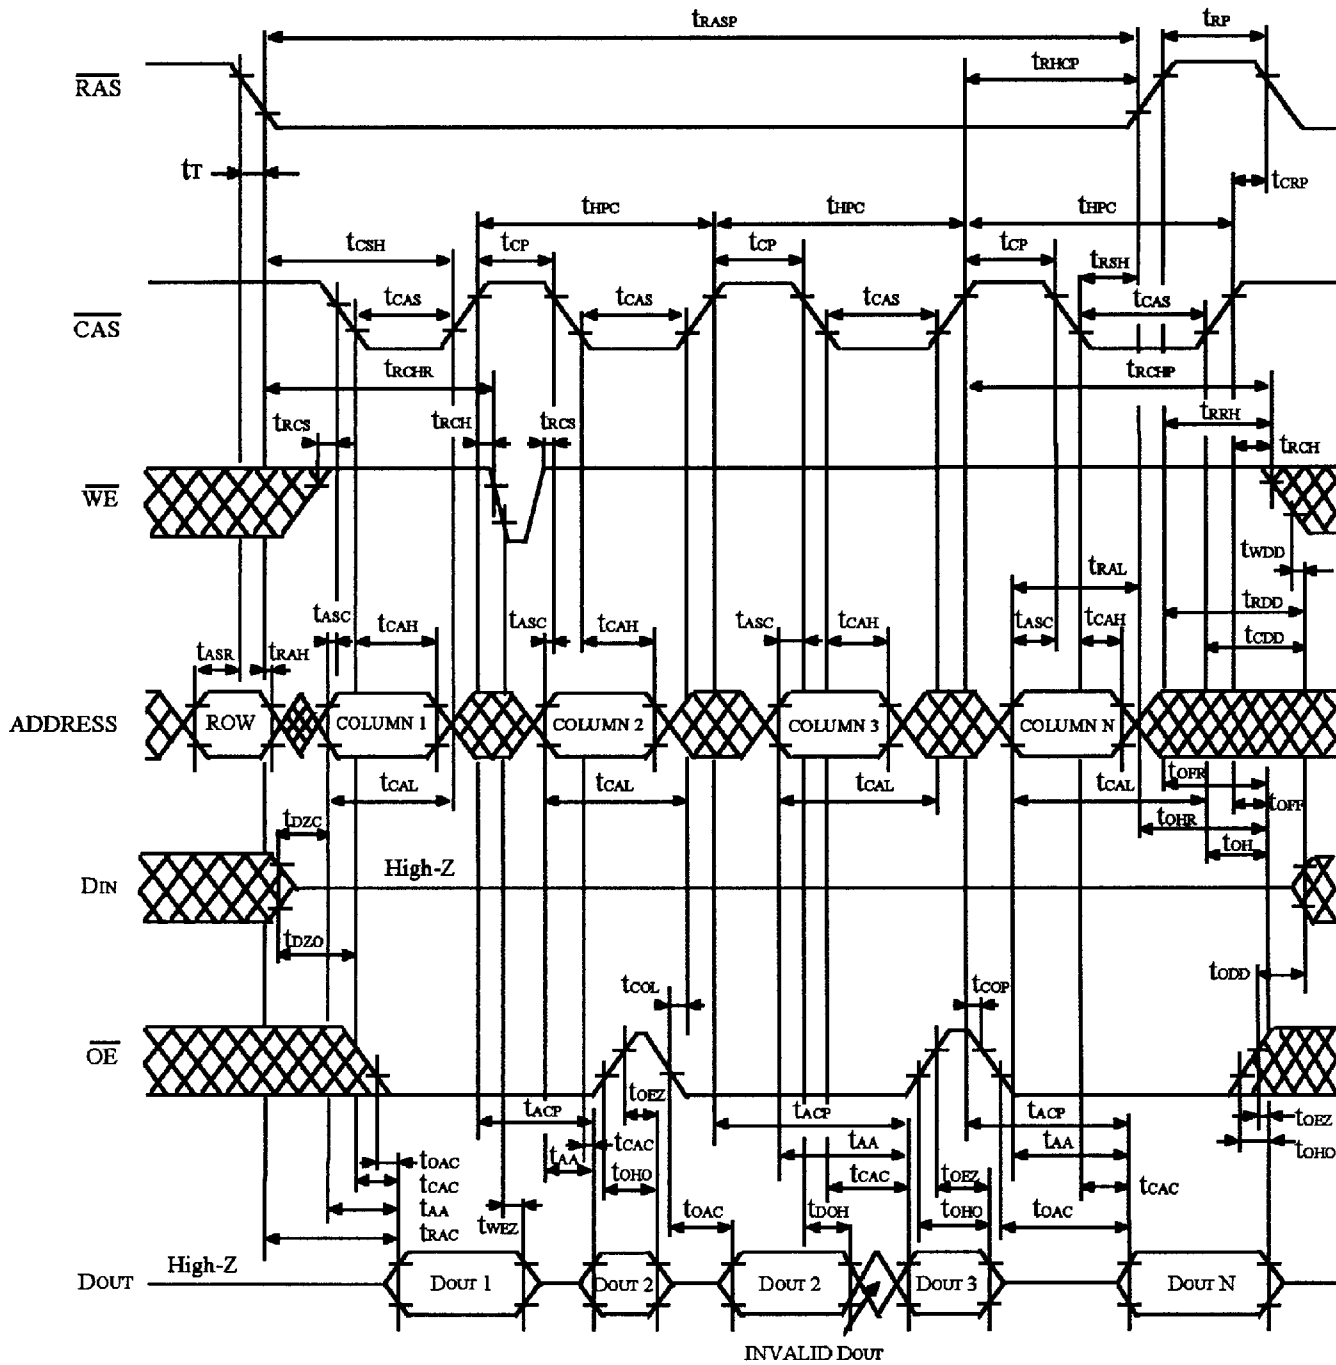 tRASP
tRP
tRHCP
RAS
tT
tCRP
tHPC tHPC tHPC
tCSH tCP tCP tCP
tRSH
tCAS tCAS tCAS tCAS
CAS
tRCHR tRCHP
tRCS tRCH tRCS tRRH
tRCH
WE
tWDD
tRAL
tRDD
tASC tCAH tASC tCAH tASC tCAH tASC tCAH
tCDD
tASR tRAH
ADDRESS ROW COLUMN 1 COLUMN 2 COLUMN 3 COLUMN N
tOFR
tCAL tCAL tCAL tCAL tOFF
tDZC tOHR
tOH
High-Z
DIN
tDZO
tODD
tCOL tCOP
OE
tOEZ
tACP tACP tACP tOEZ
tCAC tAA tAA tOHO
tOAC tAA tOHO tCAC tOEZ
tCAC tCAC
tAA tWEZ tOAC tDOH tOHO tOAC
tRAC
High-Z
DOUT DOUT 1 DOUT 2 DOUT 2 DOUT 3 DOUT N
INVALID DOUT